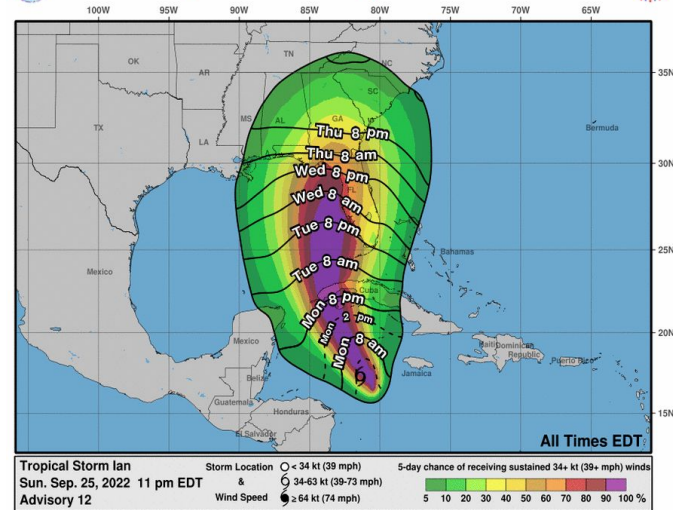 100W 95W 90W 85W 80W 75W 70W 65W
TN
OK
NC
AR
35N
SC
MS
AL
GA
TX
Bermuda
Thu 8 pm
LA
Thu 8 am
30N
Wed 8 pm
FL
Wed 8 am
Tue 8 pm
Bahamas
25N
Tue 8 am
Mexico
Cuba
Mon 8 pm
Mon 2 pm
20N
Mexico
Mon 8 am
Haiti
Dominican
Republic
Puerto Rico
Jamaica
Belize
Guatemala
Honduras
15N
El Salvador
All Times EDT
Tropical Storm Ian
Sun. Sep. 25, 2022 11 pm EDT
Advisory 12
Storm Location
&
Wind Speed
< 34 kt (39 mph)
34-63 kt (39-73 mph)
≥ 64 kt (74 mph)
5-day chance of receiving sustained 34+ kt (39+ mph) winds
5 10 20 30 40 50 60 70 80 90 100 %